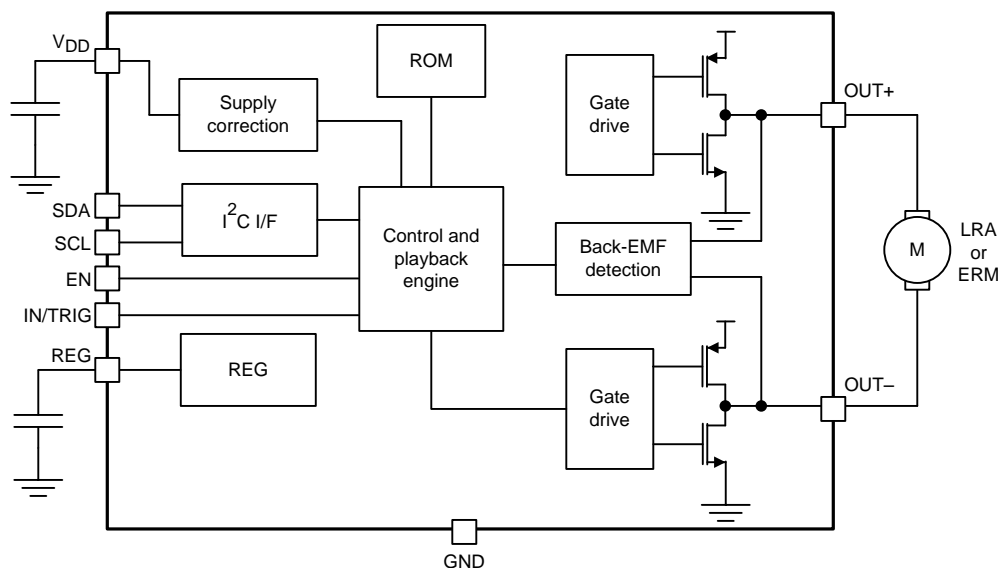 VDD
ROM
Supply
correction
Gate
drive
OUT+
SDA
I²C I/F
SCL
Control and
playback
engine
Back-EMF
detection
M
LRA
or
ERM
EN
IN/TRIG
REG
REG
Gate
drive
OUT–
GND